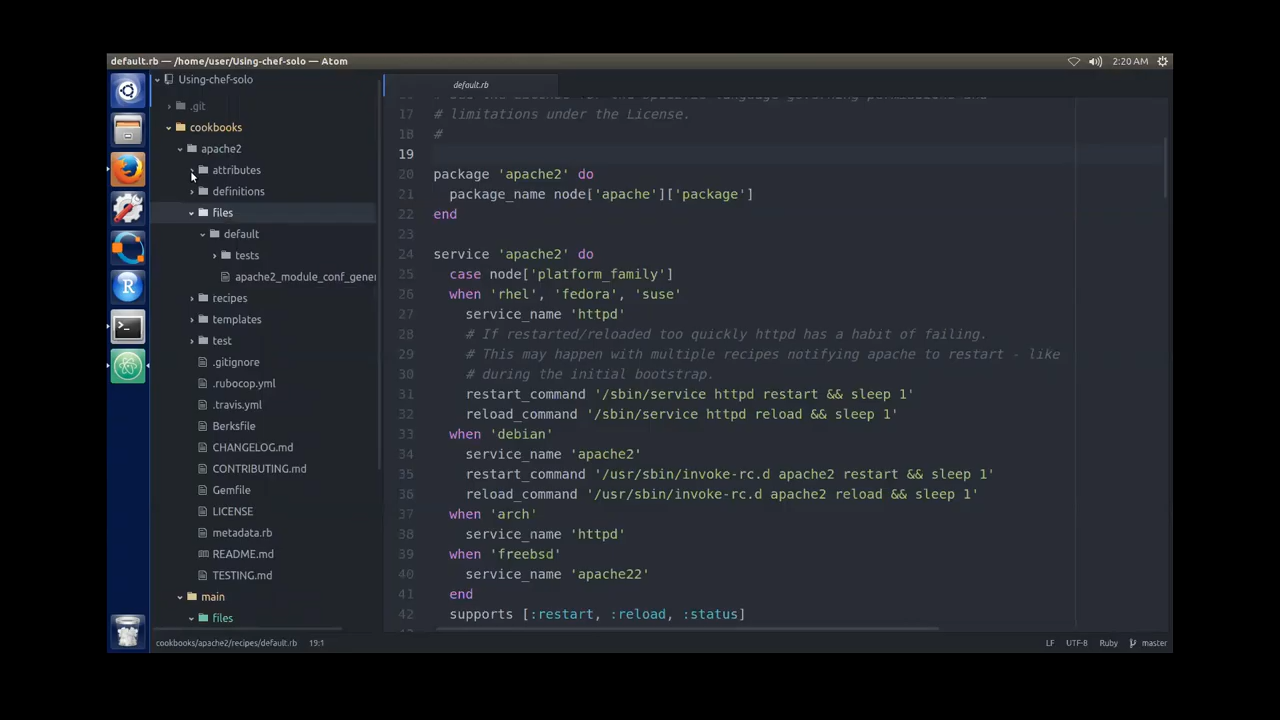 default.rb — /home/user/Using-chef-solo — Atom
2:20 AM
Using-chef-solo
.git
cookbooks
apache2
attributes
definitions
files
default
tests
apache2_module_conf_gener
recipes
templates
test
.gitignore
.rubocop.yml
.travis.yml
Berksfile
CHANGELOG.md
CONTRIBUTING.md
Gemfile
LICENSE
metadata.rb
README.md
TESTING.md
main
files
default.rb
17 # limitations under the License.
18 #
19
20 package 'apache2' do
21 package_name node['apache']['package']
22 end
23
24 service 'apache2' do
25 case node['platform_family']
26 when 'rhel', 'fedora', 'suse'
27 service_name 'httpd'
28 # If restarted/reloaded too quickly httpd has a habit of failing.
29 # This may happen with multiple recipes notifying apache to restart - like
30 # during the initial bootstrap.
31 restart_command '/sbin/service httpd restart && sleep 1'
32 reload_command '/sbin/service httpd reload && sleep 1'
33 when 'debian'
34 service_name 'apache2'
35 restart_command '/usr/sbin/invoke-rc.d apache2 restart && sleep 1'
36 reload_command '/usr/sbin/invoke-rc.d apache2 reload && sleep 1'
37 when 'arch'
38 service_name 'httpd'
39 when 'freebsd'
40 service_name 'apache22'
41 end
42 supports [:restart, :reload, :status]
cookbooks/apache2/recipes/default.rb 19:1
LF UTF-8 Ruby master